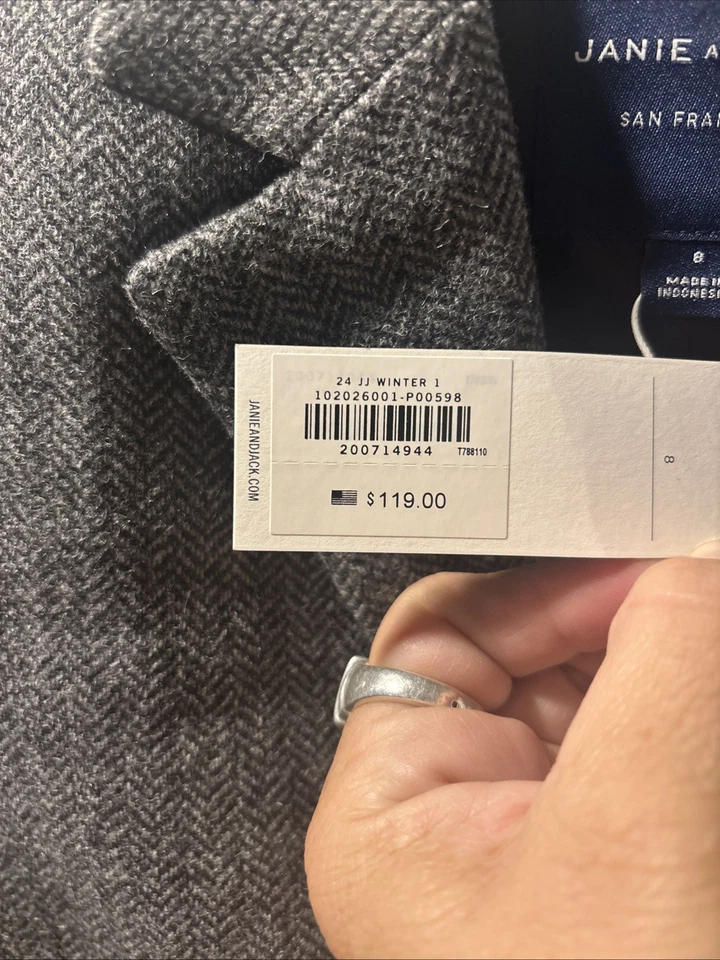 JANIE A
SAN FRAN
8
MADE IN
INDONESI
24 JJ WINTER 1
102026001-P00598
200714944 T788110
$119.00
JANIEANDJACK.COM
8